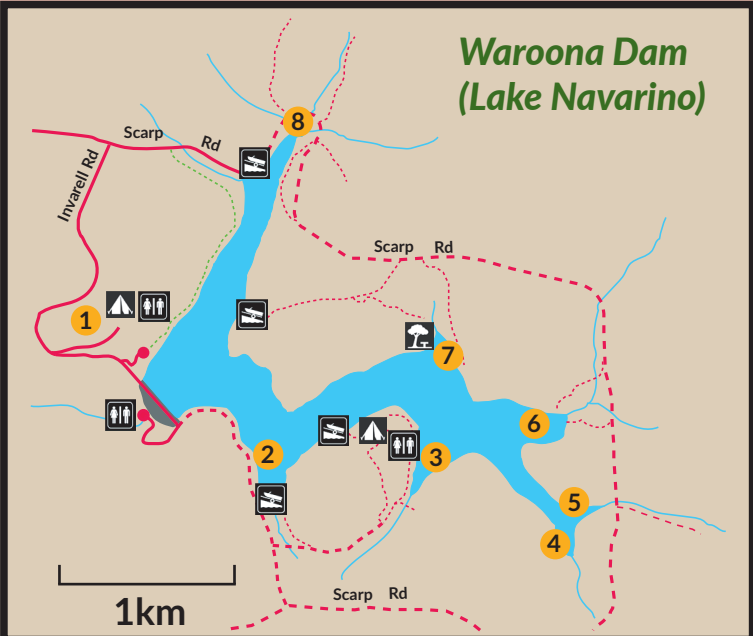 Waroona Dam
(Lake Navarino)
8
Scarp Rd
Invarell Rd
Scarp Rd
1
7
6
2
3
5
4
Scarp Rd
1km